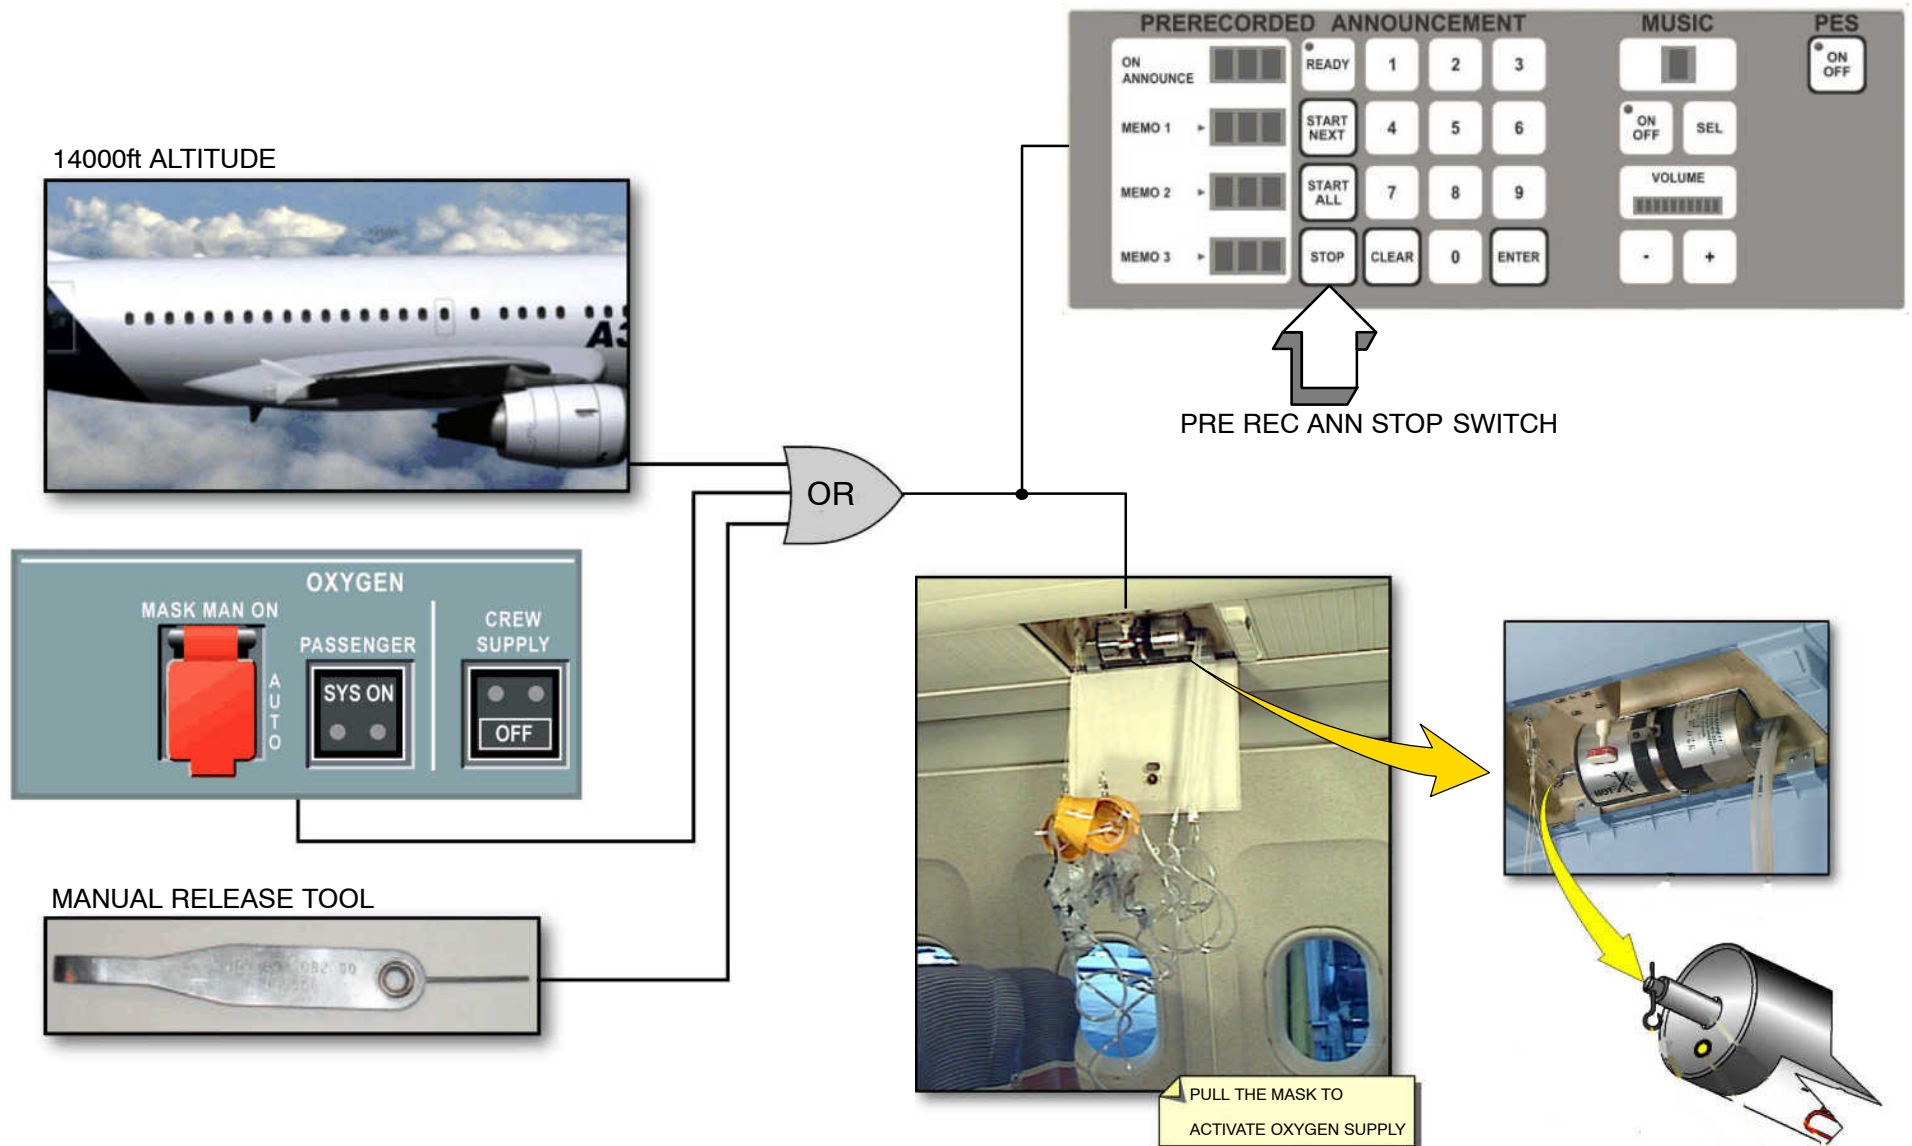 PRERECORDED ANNOUNCEMENT
MUSIC
PES
ON
ANNOUNCE
READY
1
2
3
ON
OFF
MEMO 1
START
NEXT
4
5
6
ON
OFF
SEL
MEMO 2
START
ALL
7
8
9
VOLUME
MEMO 3
STOP
CLEAR
0
ENTER
-
+
PRE REC ANN STOP SWITCH
14000ft ALTITUDE
A3
OR
OXYGEN
MASK MAN ON
AUTO
PASSENGER
SYS ON
CREW
SUPPLY
OFF
MANUAL RELEASE TOOL
HOT
PULL THE MASK TO
ACTIVATE OXYGEN SUPPLY